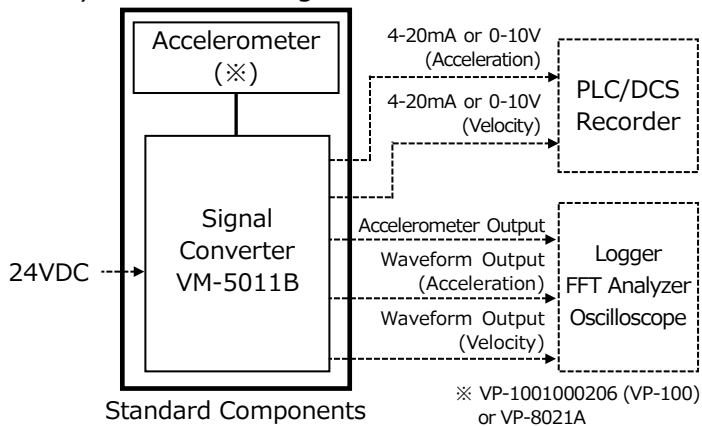 Accelerometer
(※)
4-20mA or 0-10V
(Acceleration)
4-20mA or 0-10V
(Velocity)
PLC/DCS
Recorder
24VDC
Signal
Converter
VM-5011B
Accelerometer Output
Waveform Output
(Acceleration)
Waveform Output
(Velocity)
Logger
FFT Analyzer
Oscilloscope
Standard Components
※ VP-1001000206 (VP-100)
or VP-8021A